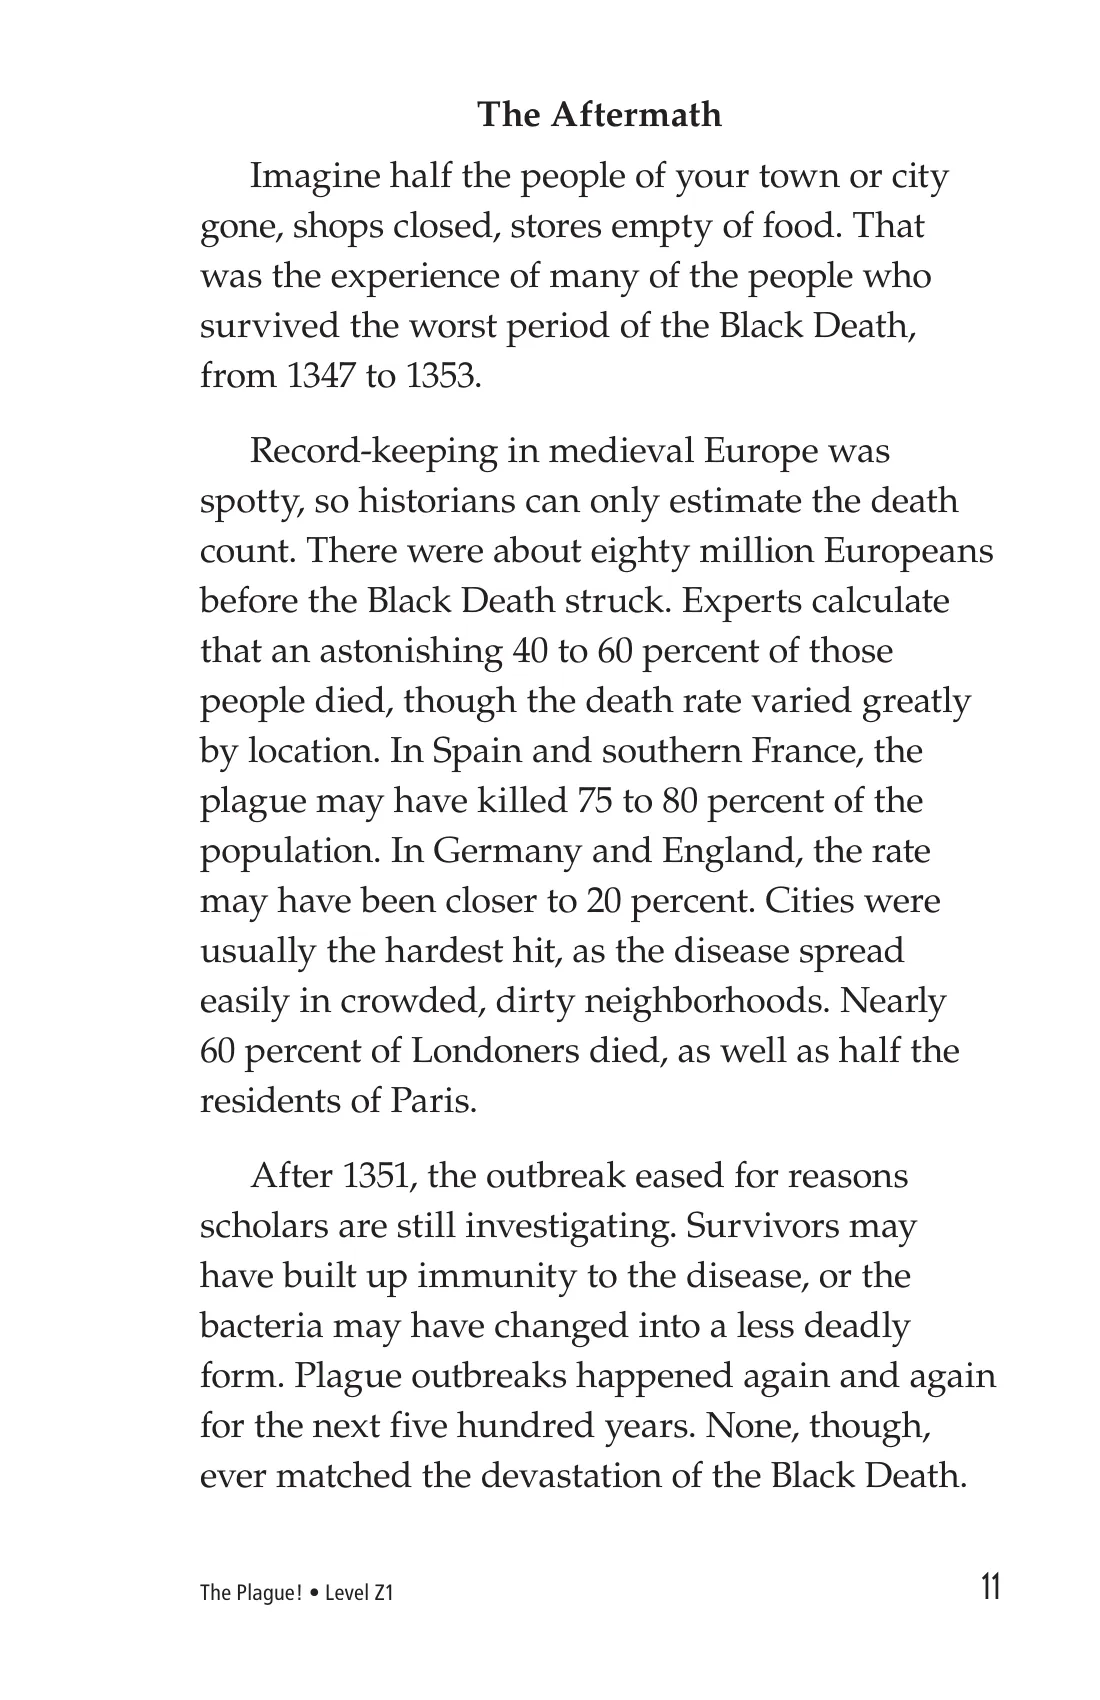 The Aftermath
Imagine half the people of your town or city
gone, shops closed, stores empty of food. That
was the experience of many of the people who
survived the worst period of the Black Death,
from 1347 to 1353.
Record-keeping in medieval Europe was
spotty, so historians can only estimate the death
count. There were about eighty million Europeans
before the Black Death struck. Experts calculate
that an astonishing 40 to 60 percent of those
people died, though the death rate varied greatly
by location. In Spain and southern France, the
plague may have killed 75 to 80 percent of the
population. In Germany and England, the rate
may have been closer to 20 percent. Cities were
usually the hardest hit, as the disease spread
easily in crowded, dirty neighborhoods. Nearly
60 percent of Londoners died, as well as half the
residents of Paris.
After 1351, the outbreak eased for reasons
scholars are still investigating. Survivors may
have built up immunity to the disease, or the
bacteria may have changed into a less deadly
form. Plague outbreaks happened again and again
for the next five hundred years. None, though,
ever matched the devastation of the Black Death.
The Plague! • Level Z1
11